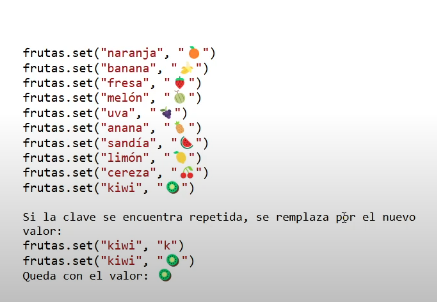 frutas.set("naranja", "🍊")
frutas.set("banana", "🍌")
frutas.set("fresa", "🍓")
frutas.set("melón", "🍈")
frutas.set("uva", "🍇")
frutas.set("anana", "🍍")
frutas.set("sandía", "🍉")
frutas.set("limón", "🍋")
frutas.set("cereza", "🍒")
frutas.set("kiwi", "🥝")
Si la clave se encuentra repetida, se remplaza por el nuevo
valor:
frutas.set("kiwi", "k")
frutas.set("kiwi", "🥝")
Queda con el valor: 🥝